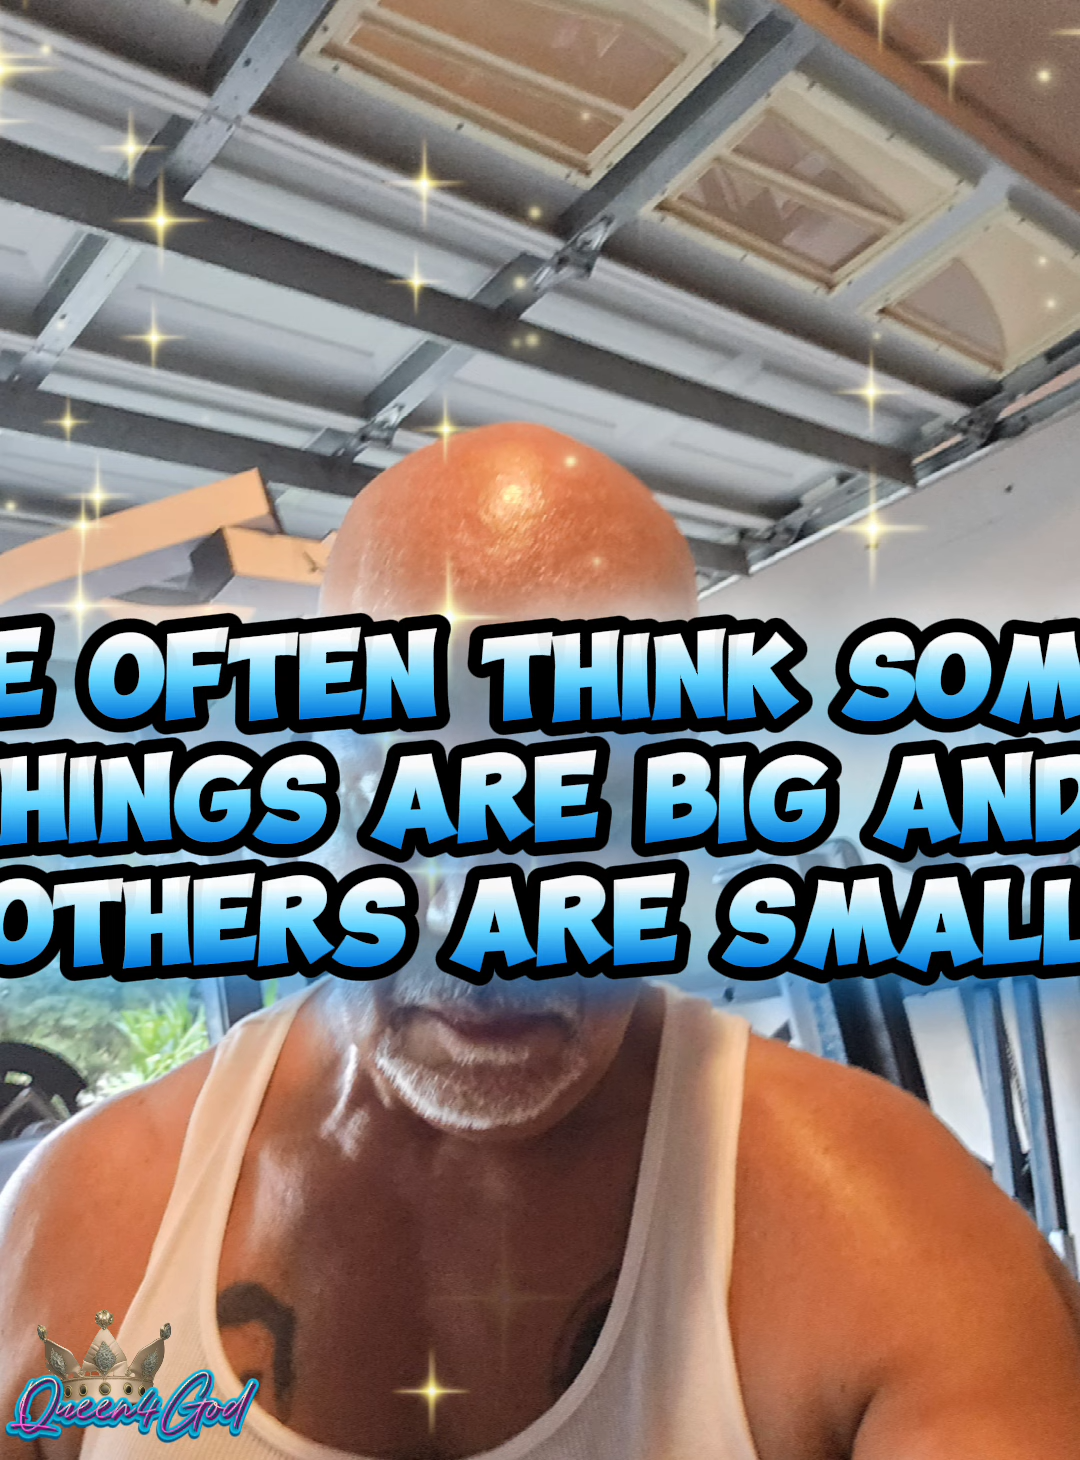 E OFTEN THINK SOM
HINGS ARE BIG AND
OTHERS ARE SMALL
Queen4God